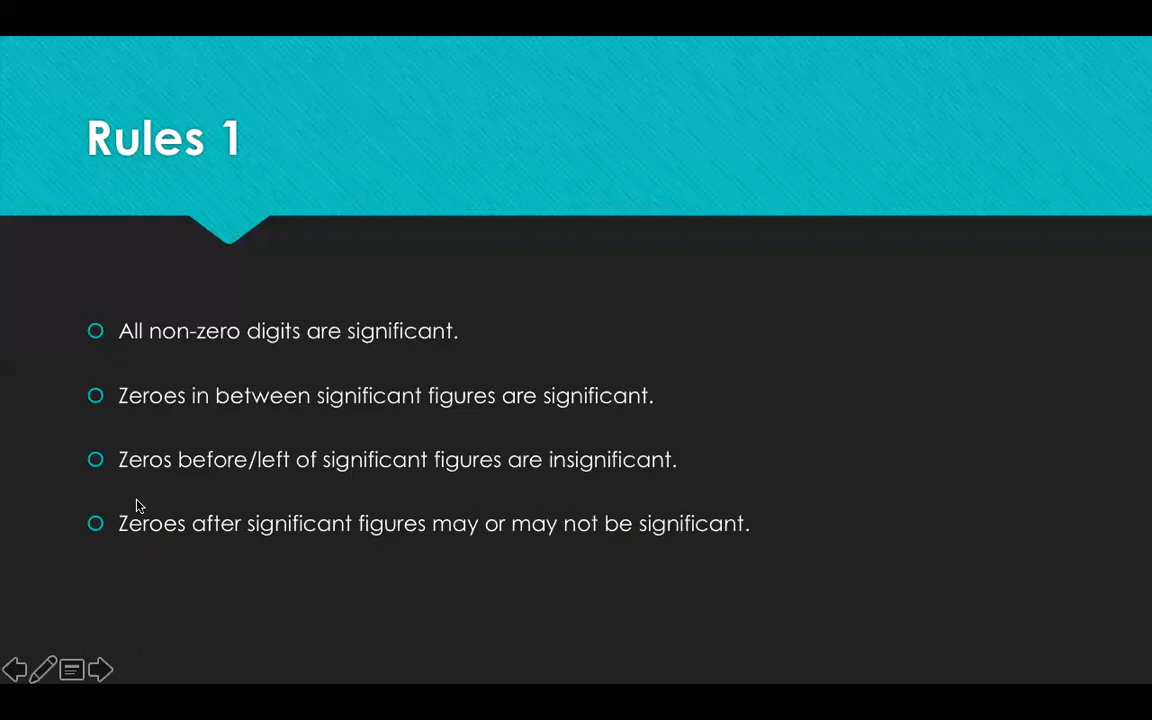 Rules 1
All non-zero digits are significant.
Zeroes in between significant figures are significant.
Zeros before/left of significant figures are insignificant.
Zeroes after significant figures may or may not be significant.